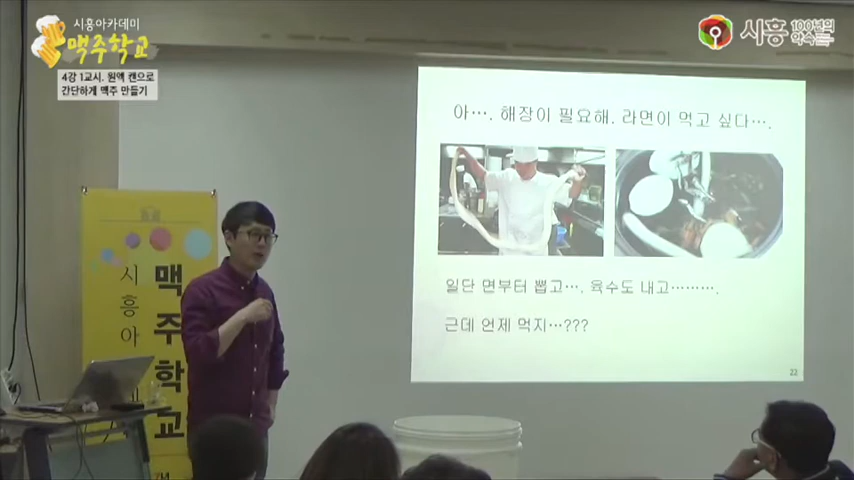 시흥아카데미
맥주학교
4강 1교시. 원액 캔으로
간단하게 맥주 만들기
시흥
100년의
약속
아…. 해장이 필요해. 라면이 먹고 싶다….
일단 면부터 뽑고…. 육수도 내고……….
근데 언제 먹지…???
22
시흥아
맥주학교